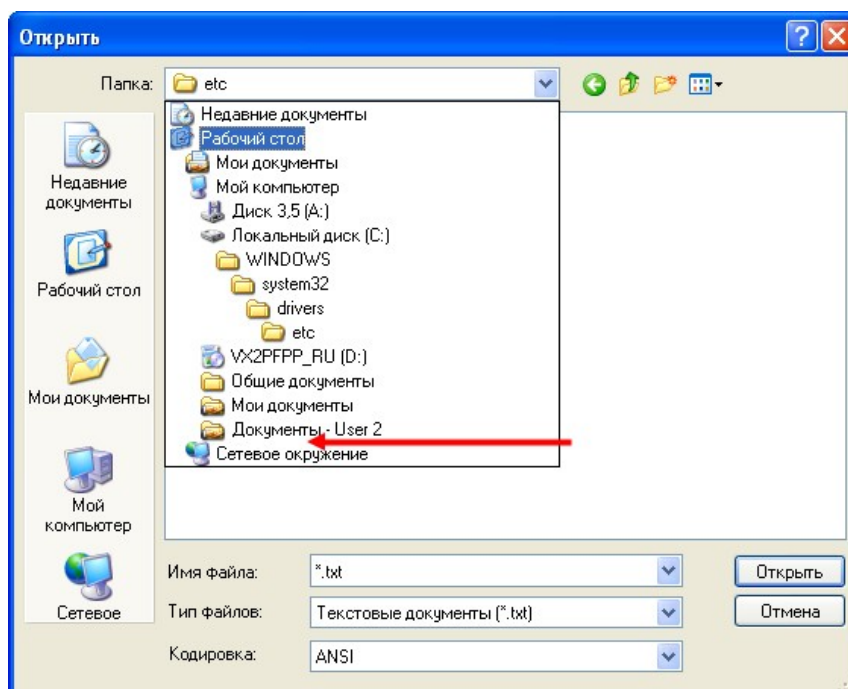 Открыть
Папка: etc
Недавние документы
Рабочий стол
Мои документы
Мой компьютер
Диск 3,5 (A:)
Локальный диск (C:)
WINDOWS
system32
drivers
etc
VX2PFPP_RU (D:)
Общие документы
Мои документы
Документы - User 2
Сетевое окружение
Недавние
документы
Рабочий стол
Мои документы
Мой
компьютер
Сетевое
Имя файла: *.txt Открыть
Тип файлов: Текстовые документы (*.txt) Отмена
Кодировка: ANSI